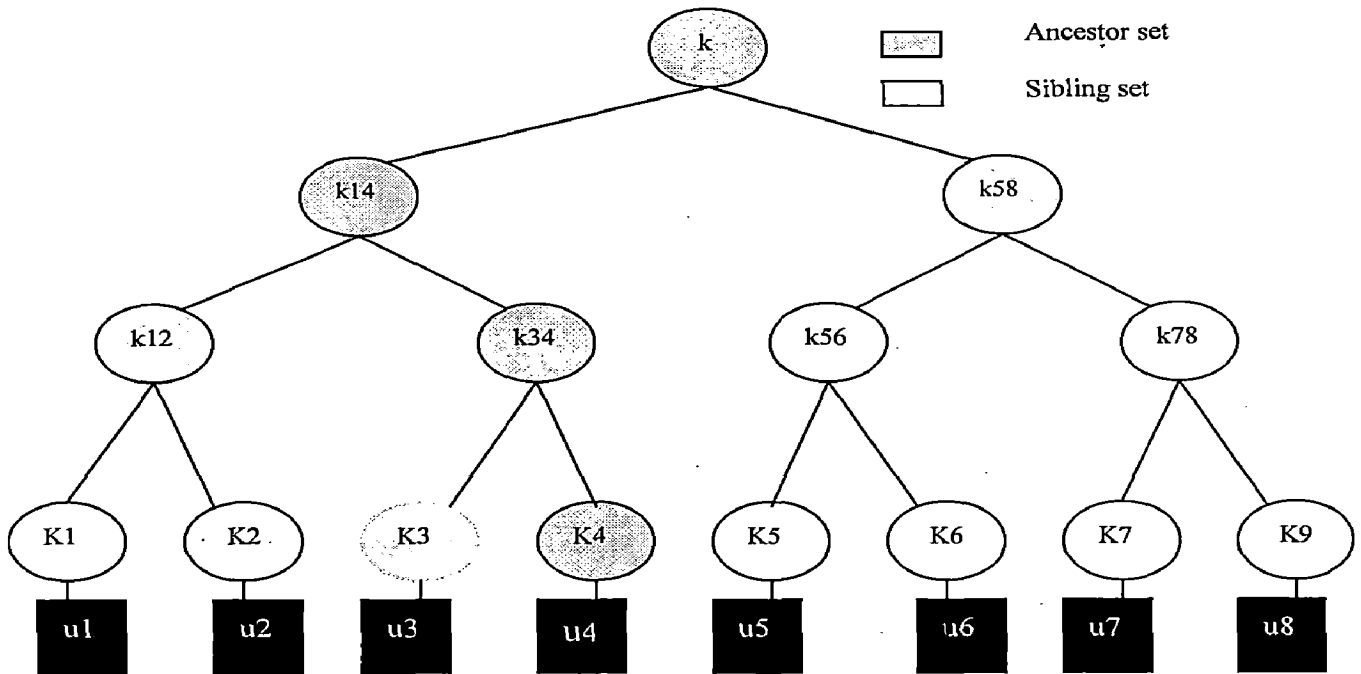 k
Ancestor set
Sibling set
k14
k58
k12
k34
k56
k78
K1
K2
K3
K4
K5
K6
K7
K9
u1
u2
u3
u4
u5
u6
u7
u8